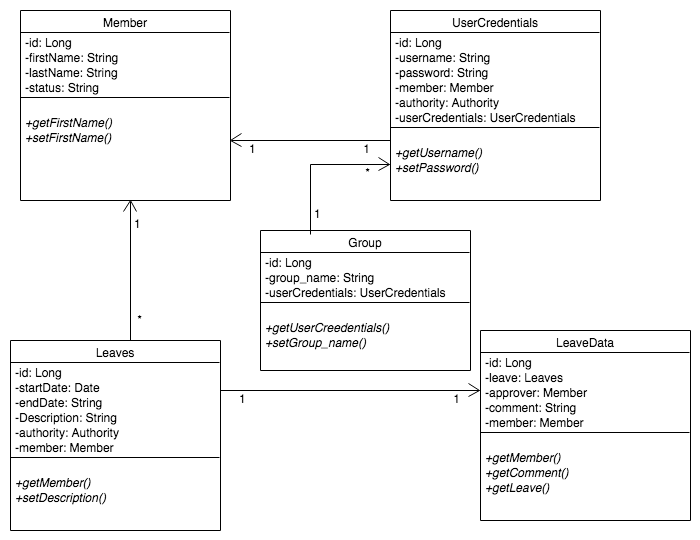 Member
-id: Long
-firstName: String
-lastName: String
-status: String
+getFirstName()
+setFirstName()
UserCredentials
-id: Long
-username: String
-password: String
-member: Member
-authority: Authority
-userCredentials: UserCredentials
+getUsername()
+setPassword()
1
1
*
1
1
*
Group
-id: Long
-group_name: String
-userCredentials: UserCredentials
+getUserCreedentials()
+setGroup_name()
Leaves
-id: Long
-startDate: Date
-endDate: String
-Description: String
-authority: Authority
-member: Member
+getMember()
+setDescription()
1
1
LeaveData
-id: Long
-leave: Leaves
-approver: Member
-comment: String
-member: Member
+getMember()
+getComment()
+getLeave()